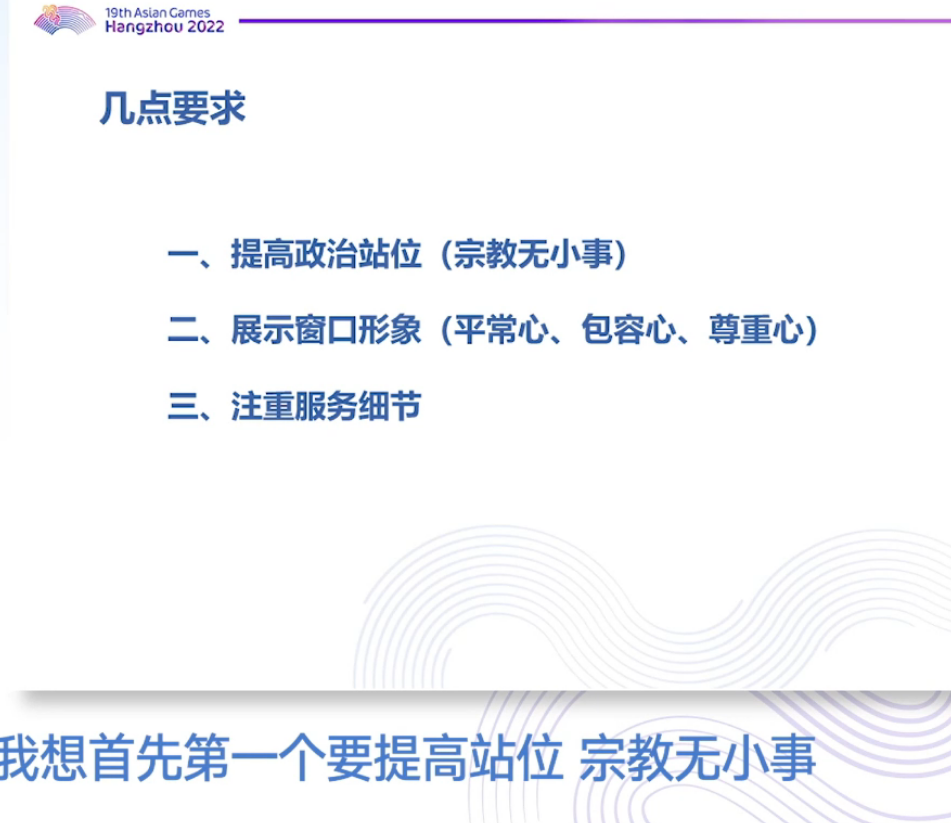 19th Asian Games
Hangzhou 2022
几点要求
一、提高政治站位（宗教无小事）
二、展示窗口形象（平常心、包容心、尊重心）
三、注重服务细节
我想首先第一个要提高站位 宗教无小事